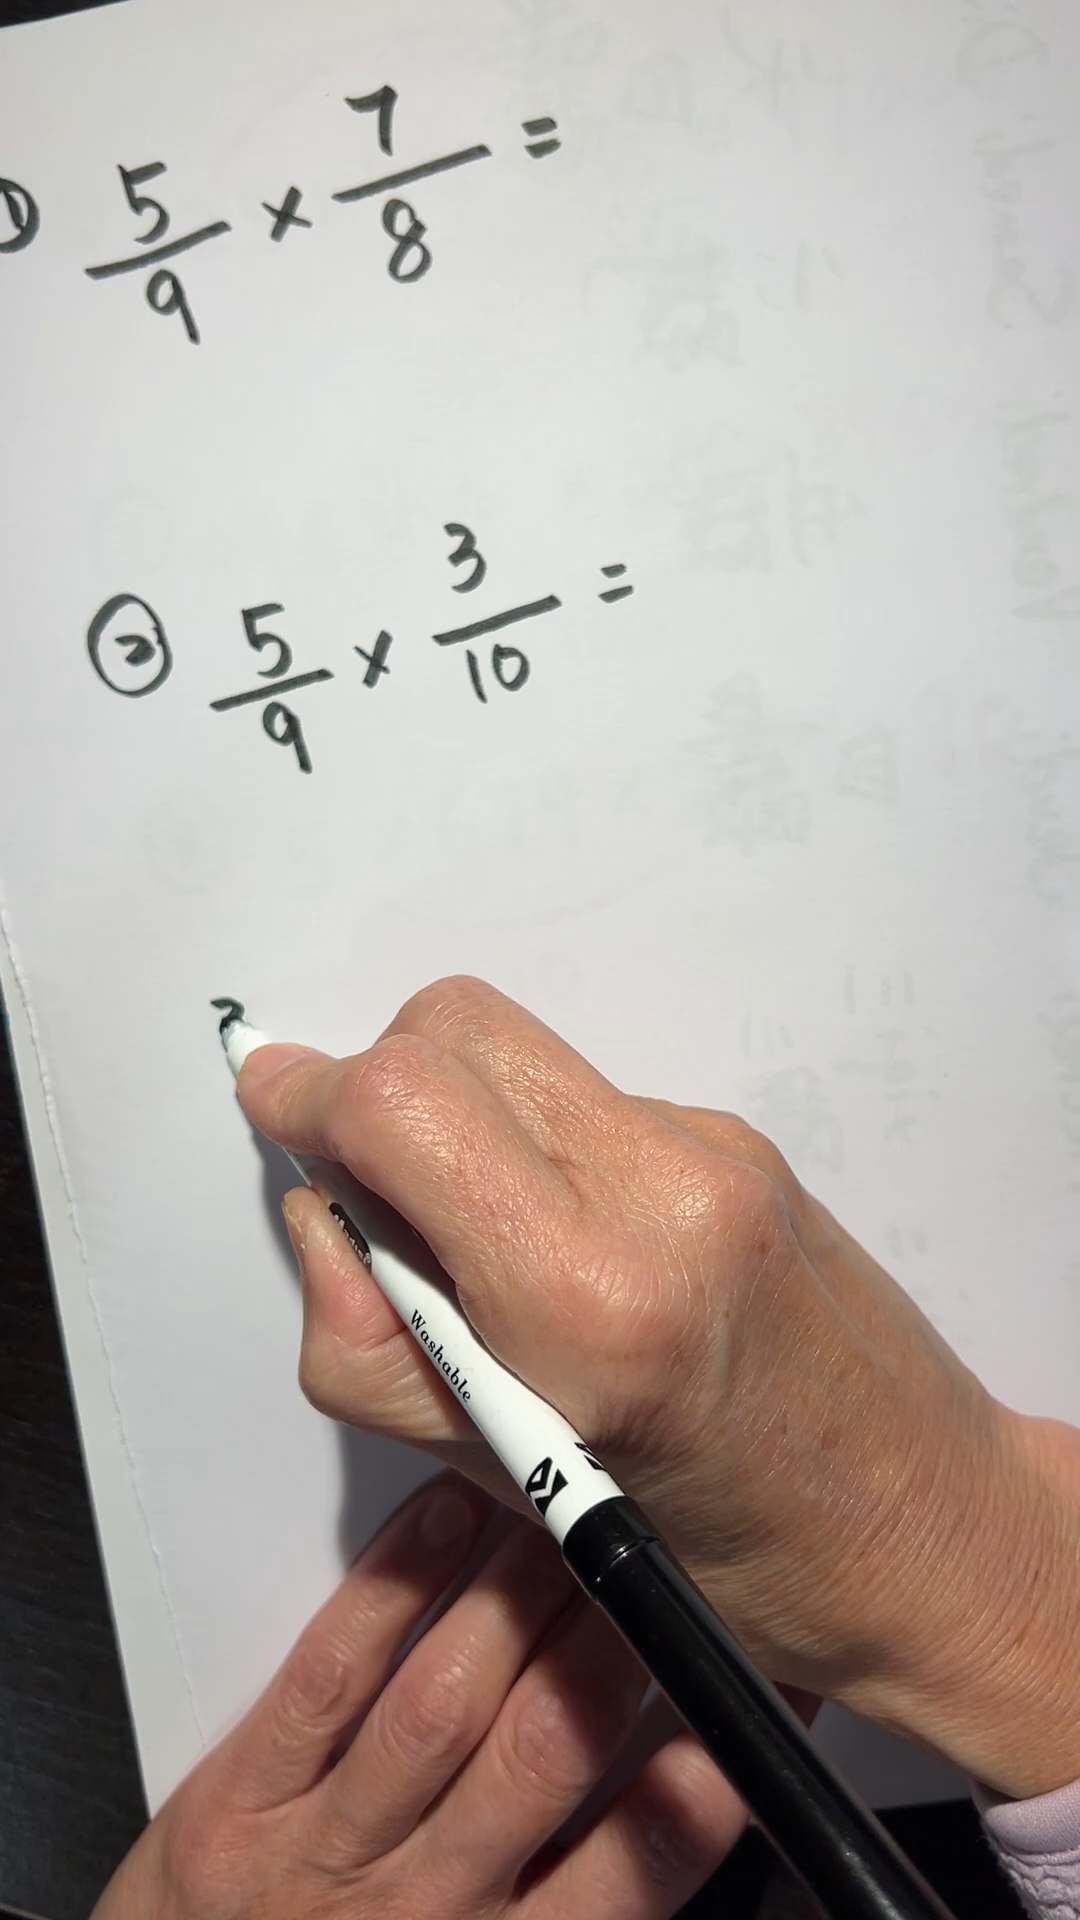 ① 5/9 × 7/8 =
② 5/9 × 3/10 =
3
Washable